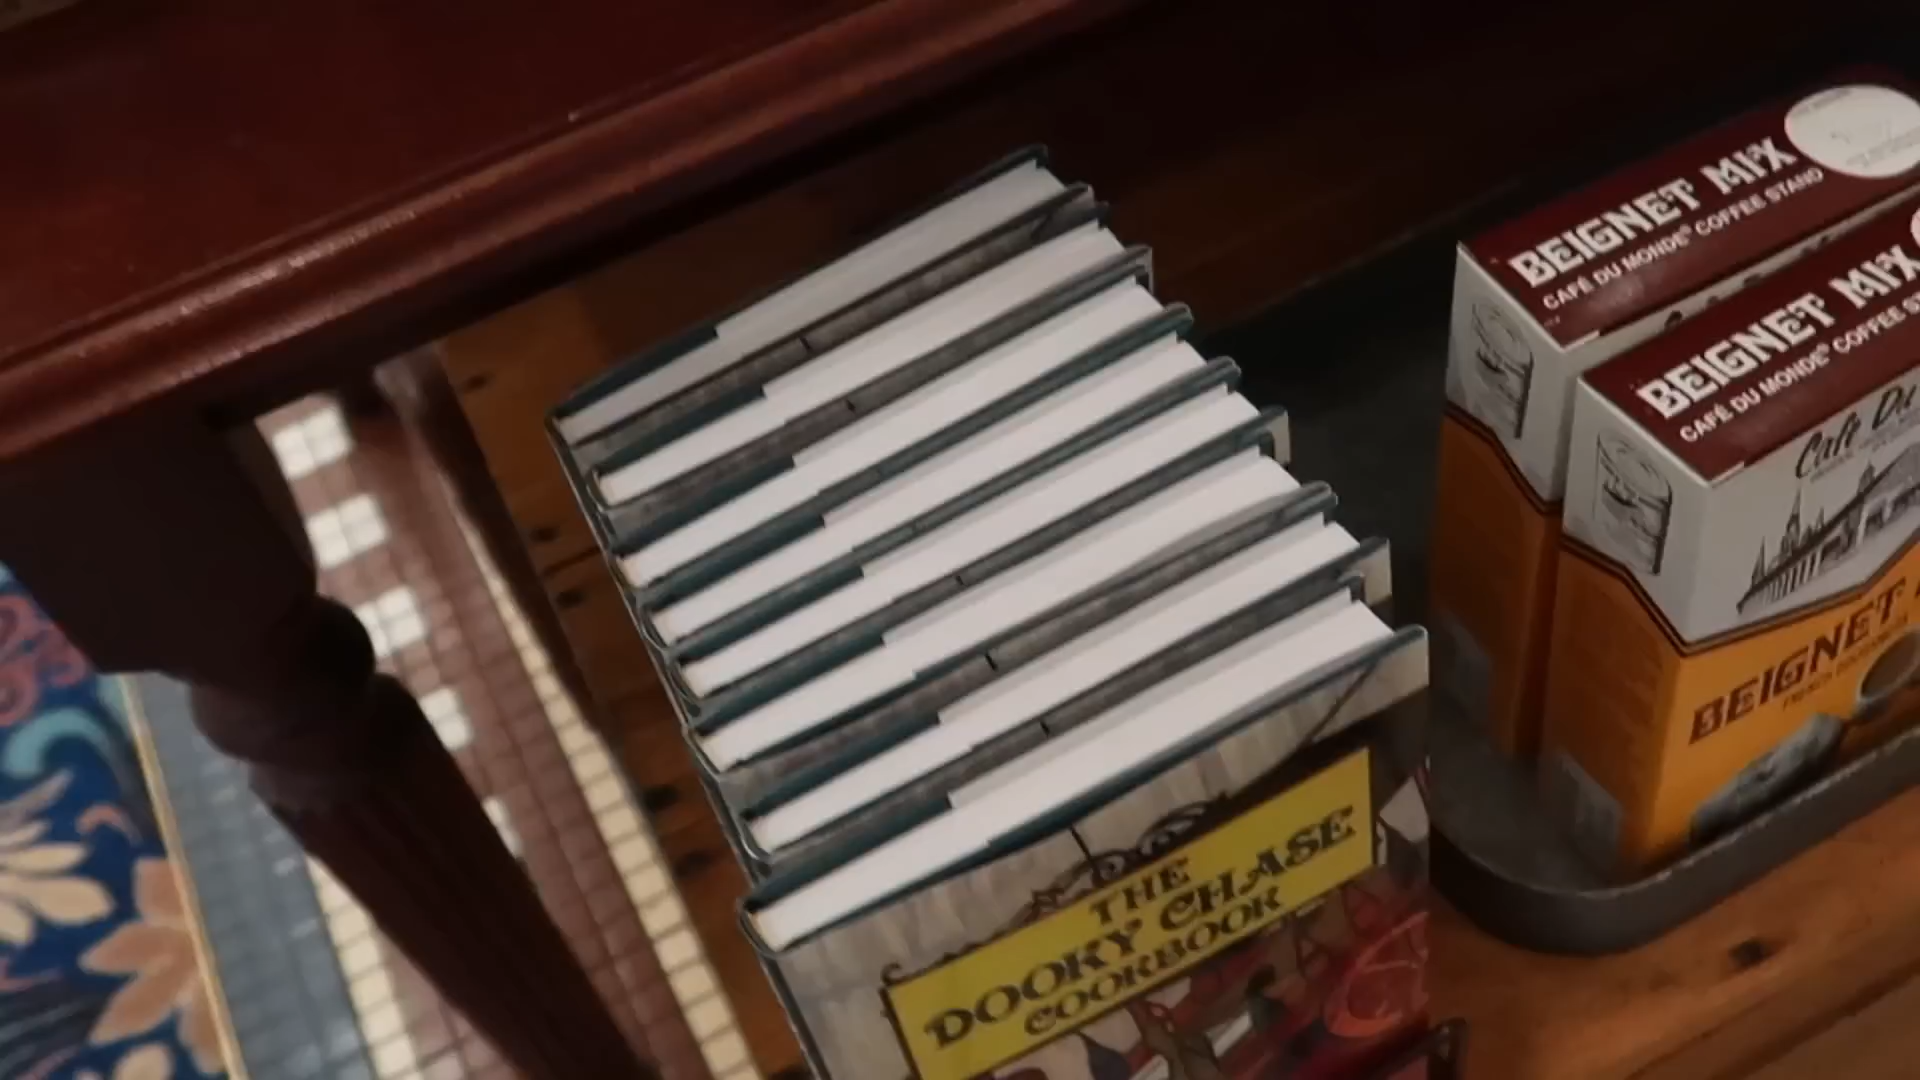 BEIGNET MIX
CAFÉ DU MONDE® COFFEE STAND
BEIGNET MIX
CAFÉ DU MONDE® COFFEE
Café Du
BEIGNET
THE
DOOKY CHASE
COOKBOOK